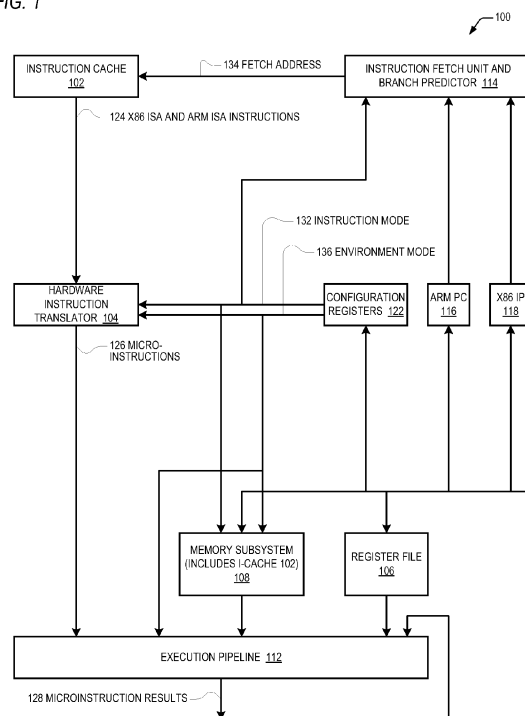 FIG. 1
100
INSTRUCTION CACHE
102
134 FETCH ADDRESS
INSTRUCTION FETCH UNIT AND
BRANCH PREDICTOR 114
124 X86 ISA AND ARM ISA INSTRUCTIONS
132 INSTRUCTION MODE
136 ENVIRONMENT MODE
HARDWARE
INSTRUCTION
TRANSLATOR 104
CONFIGURATION
REGISTERS 122
ARM PC
116
X86 IP
118
126 MICRO-
INSTRUCTIONS
MEMORY SUBSYSTEM
(INCLUDES I-CACHE 102)
108
REGISTER FILE
106
EXECUTION PIPELINE 112
128 MICROINSTRUCTION RESULTS